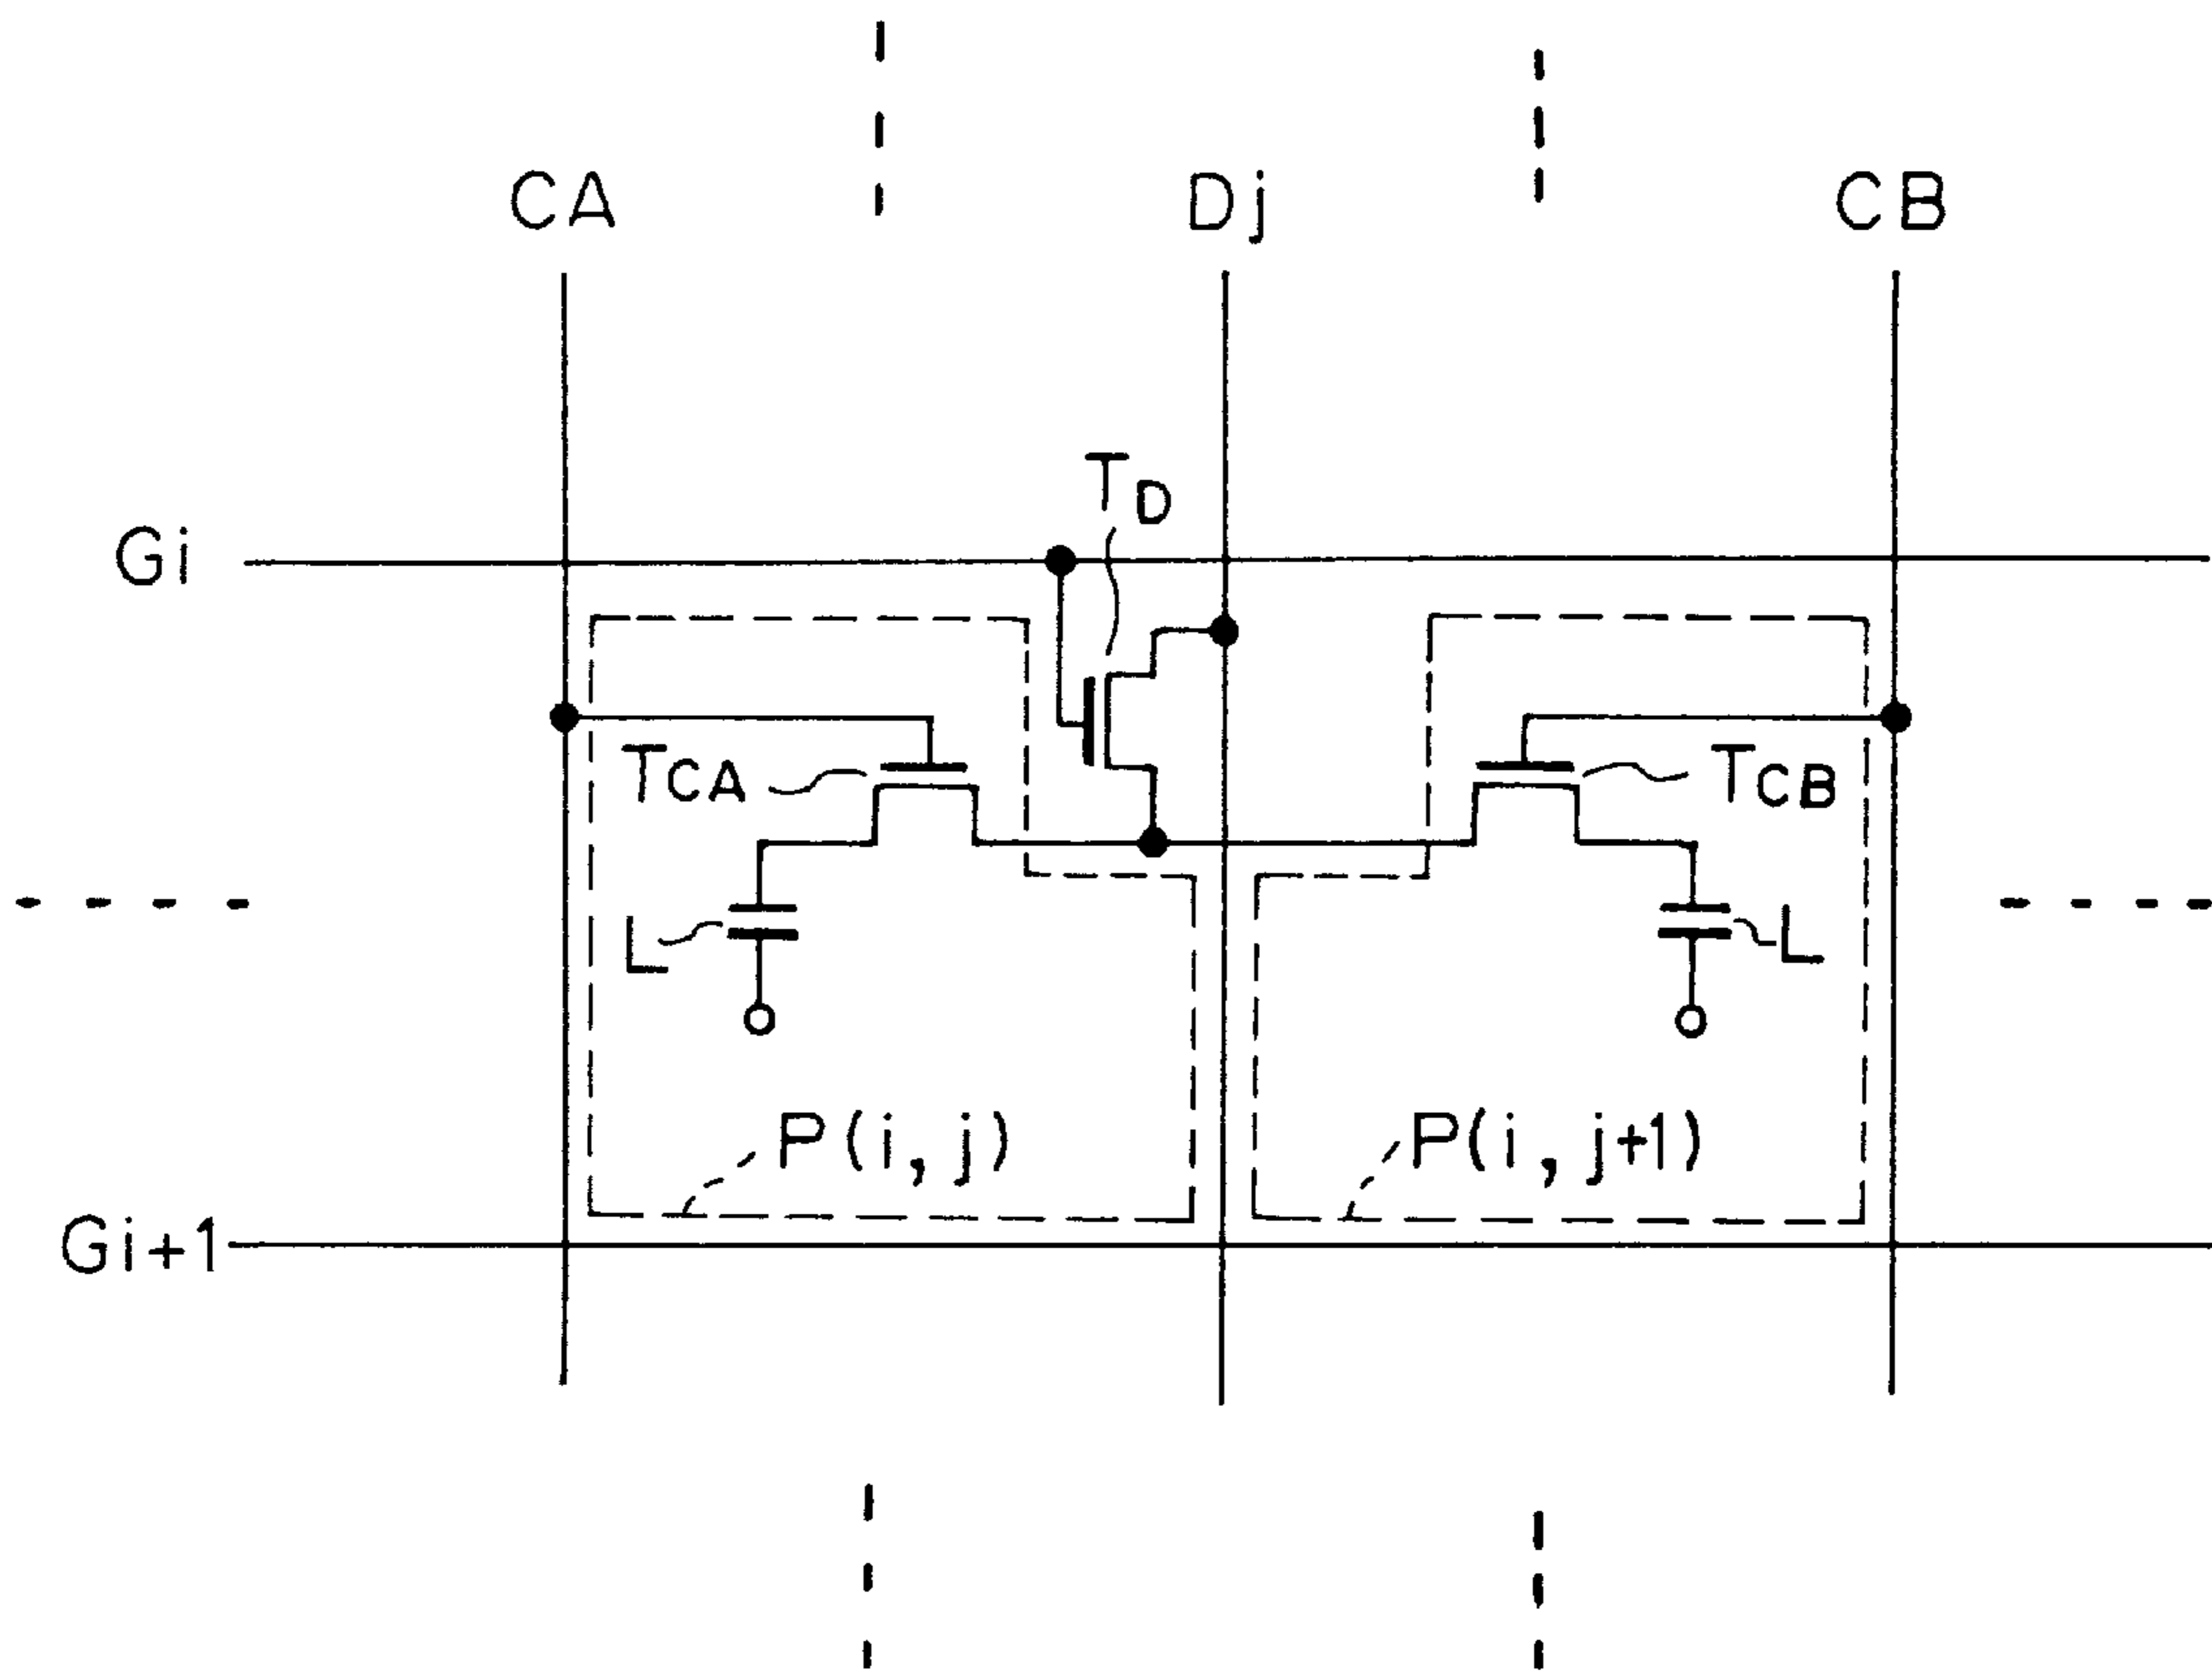 CA
Dj
CB
TD
Gi
TCA
TCB
L
L
P(i, j)
P(i, j+1)
Gi+1